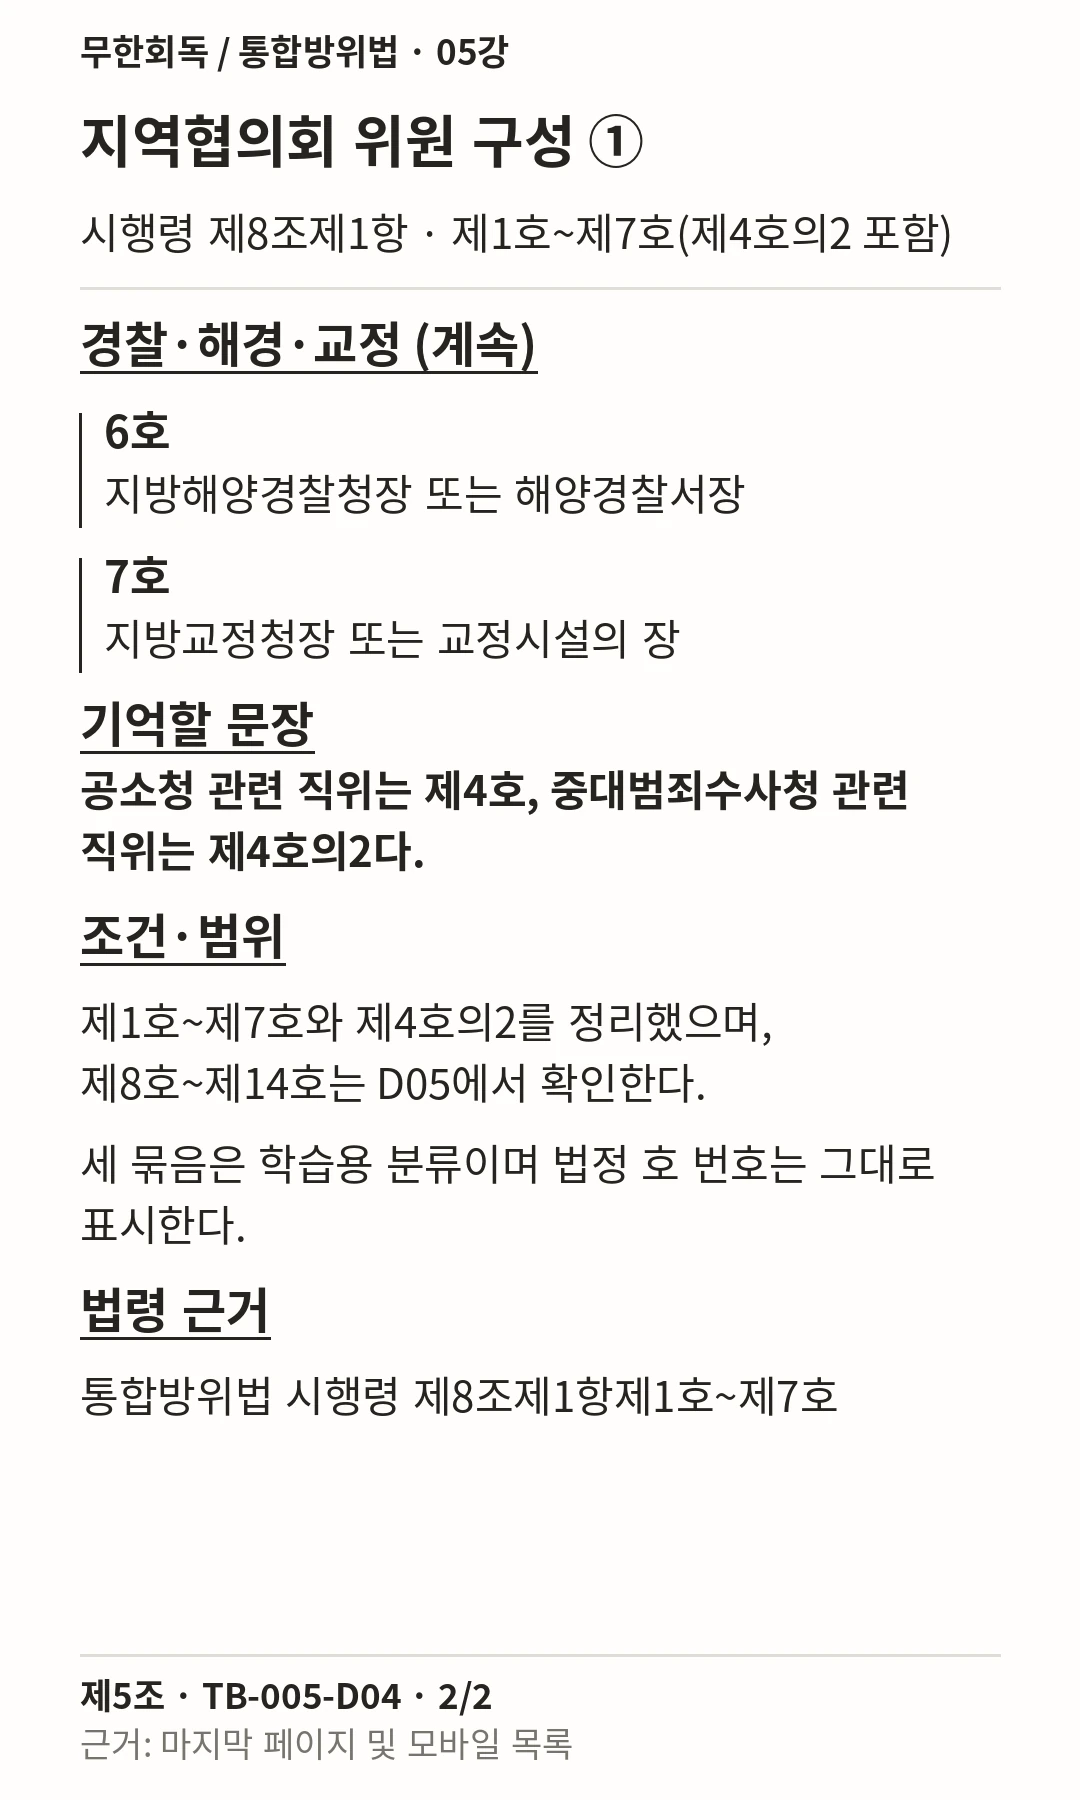 무한회독 / 통합방위법 · 05강
지역협의회 위원 구성 ①
시행령 제8조제1항 · 제1호~제7호(제4호의2 포함)
경찰·해경·교정 (계속)
6호
지방해양경찰청장 또는 해양경찰서장
7호
지방교정청장 또는 교정시설의 장
기억할 문장
공소청 관련 직위는 제4호, 중대범죄수사청 관련
직위는 제4호의2다.
조건·범위
제1호~제7호와 제4호의2를 정리했으며,
제8호~제14호는 D05에서 확인한다.
세 묶음은 학습용 분류이며 법정 호 번호는 그대로
표시한다.
법령 근거
통합방위법 시행령 제8조제1항제1호~제7호
제5조 · TB-005-D04 · 2/2
근거: 마지막 페이지 및 모바일 목록